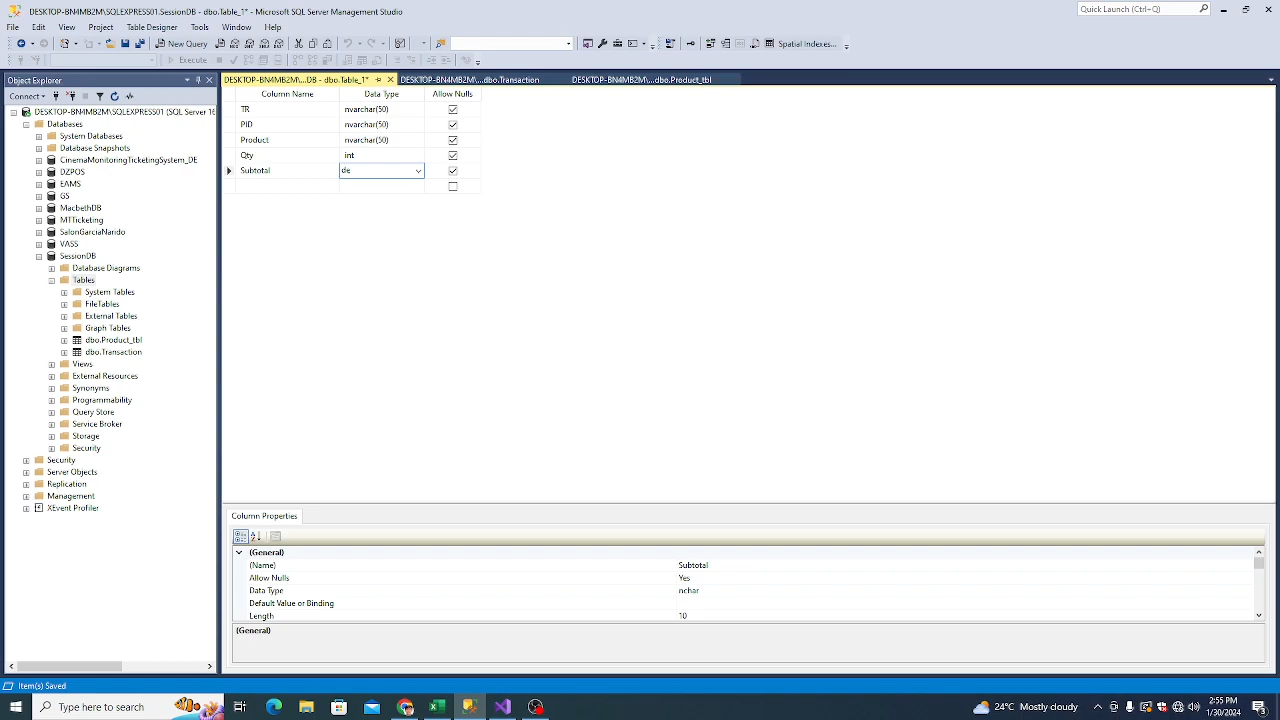 DESKTOP-BN4MB2M\SQLEXPRESS01.SessionDB - dbo.Table_1* - Microsoft SQL Server Management Studio
Quick Launch (Ctrl+Q)
File Edit View Project Table Designer Tools Window Help
New Query
Spatial Indexes...
Execute
Object Explorer
DESKTOP-BN4MB2M\...DB - dbo.Table_1*
DESKTOP-BN4MB2M\...dbo.Transaction
DESKTOP-BN4MB2M\...dbo.Product_tbl
Connect
Column Name Data Type Allow Nulls
TR nvarchar(50)
PID nvarchar(50)
Product nvarchar(50)
Qty int
Subtotal de
DESKTOP-BN4MB2M\SQLEXPRESS01 (SQL Server 16
Databases
System Databases
Database Snapshots
CinemaMonitoringTicketingSystem_DE
DZPOS
EAMS
GS
MacbethDB
MTTicketing
SalonGarciaNarido
VASS
SessionDB
Database Diagrams
Tables
System Tables
FileTables
External Tables
Graph Tables
dbo.Product_tbl
dbo.Transaction
Views
External Resources
Synonyms
Programmability
Query Store
Service Broker
Storage
Security
Security
Server Objects
Replication
Management
XEvent Profiler
Column Properties
(General)
(Name) Subtotal
Allow Nulls Yes
Data Type nchar
Default Value or Binding
Length 10
(General)
Item(s) Saved
Type here to search
24°C Mostly cloudy
2:55 PM
1/30/2024